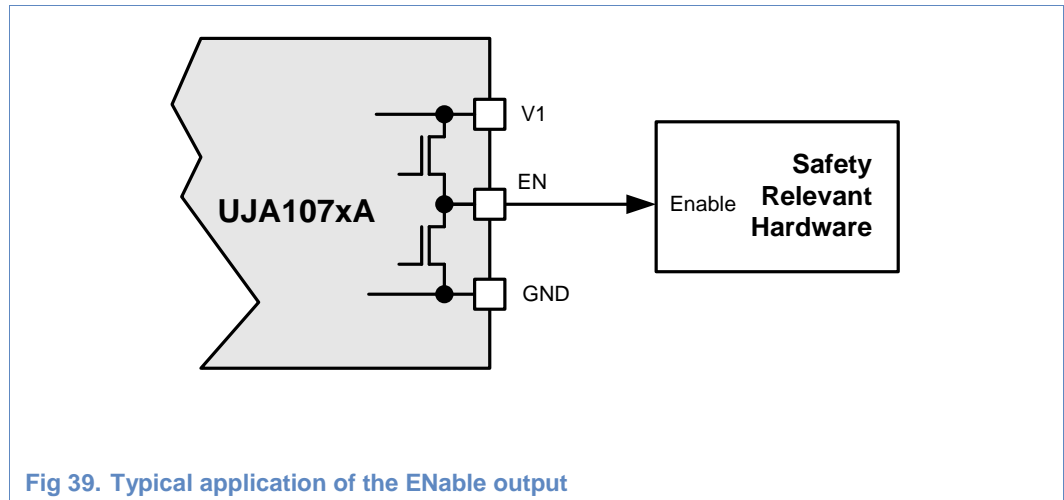 V1
EN
UJA107xA
GND
Enable
Safety
Relevant
Hardware
Fig 39. Typical application of the ENable output